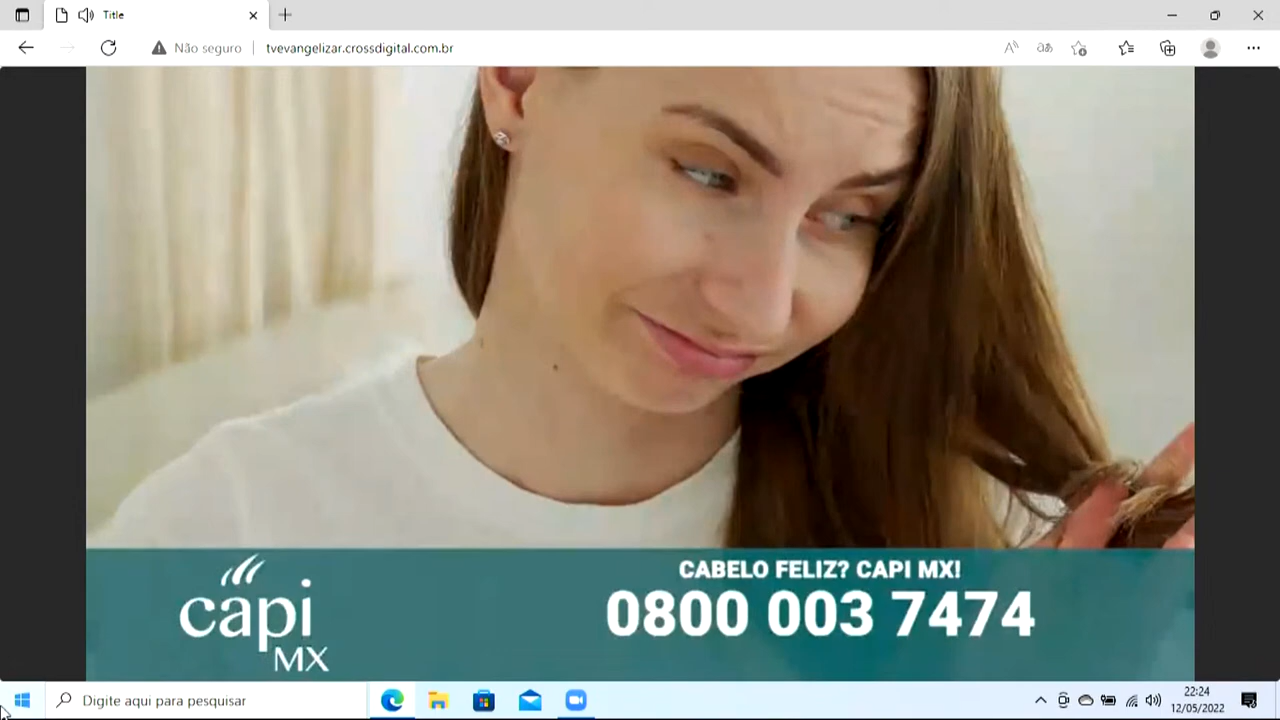 Title
Não seguro
tvevangelizar.crossdigital.com.br
capi
MX
CABELO FELIZ? CAPI MX!
0800 003 7474
Digite aqui para pesquisar
22:24
12/05/2022